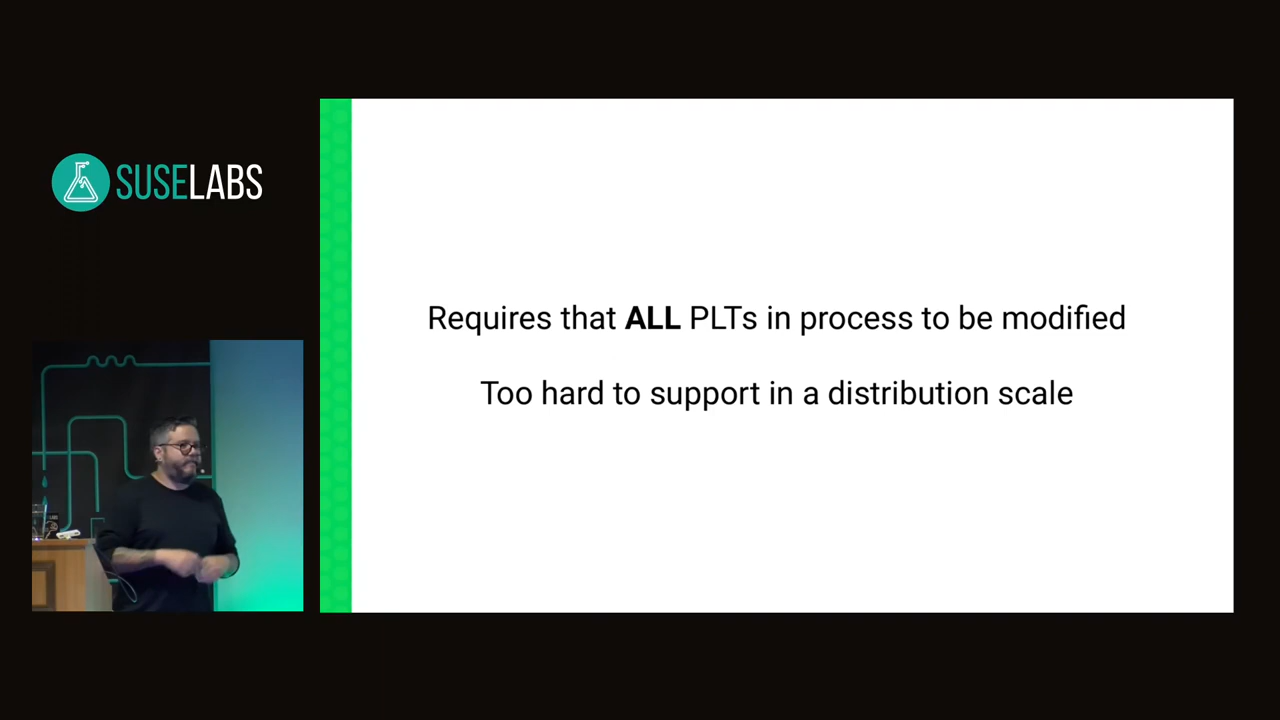 SUSELABS
Requires that ALL PLTs in process to be modified
Too hard to support in a distribution scale